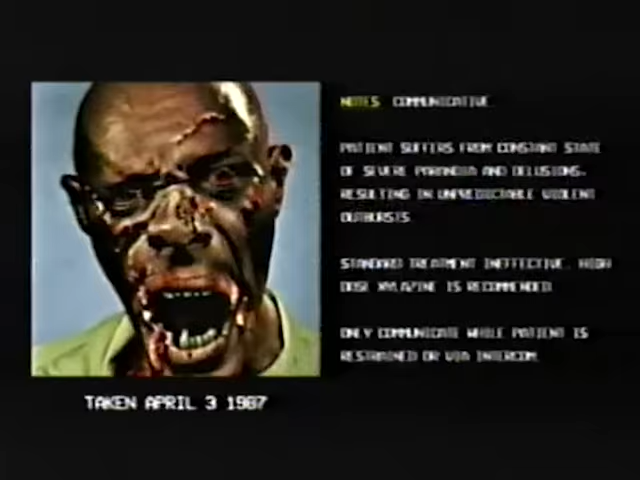 NOTES COMMUNICATIVE
PATIENT SUFFERS FROM CONSTANT STATE
OF SEVERE PARANOIA AND DELUSIONS,
RESULTING IN UNPREDICTABLE VIOLENT
OUTBURSTS
STANDARD TREATMENT INEFFECTIVE. HIGH
DOSE XYLAZINE IS RECOMMENDED
ONLY COMMUNICATE WHILE PATIENT IS
RESTRAINED OR VIA INTERCOM.
TAKEN APRIL 3 1987